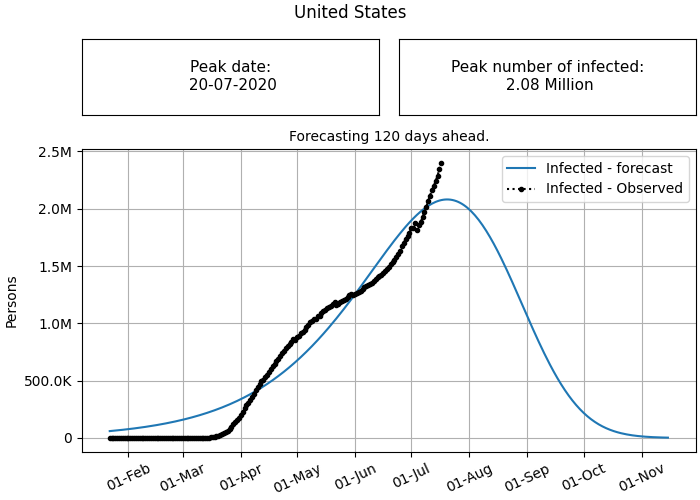 United States
Peak date:
20-07-2020
Peak number of infected:
2.08 Million
Forecasting 120 days ahead.
2.5M
2.0M
1.5M
1.0M
500.0K
0
Persons
Infected - forecast
Infected - Observed
01-Feb
01-Mar
01-Apr
01-May
01-Jun
01-Jul
01-Aug
01-Sep
01-Oct
01-Nov